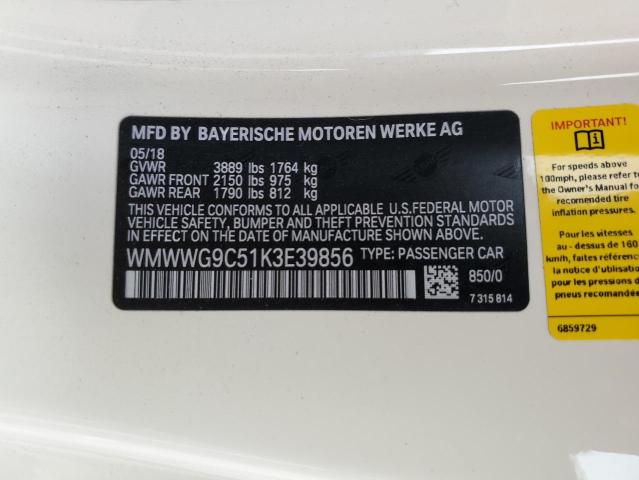 MFD BY BAYERISCHE MOTOREN WERKE AG
05/18
GVWR 3889 lbs 1764 kg
GAWR FRONT 2150 lbs 975 kg
GAWR REAR 1790 lbs 812 kg
THIS VEHICLE CONFORMS TO ALL APPLICABLE U.S.FEDERAL MOTOR
VEHICLE SAFETY, BUMPER AND THEFT PREVENTION STANDARDS
IN EFFECT ON THE DATE OF MANUFACTURE SHOWN ABOVE.
WMWWG9C51K3E39856 TYPE: PASSENGER CAR
850/0
7 315 814
IMPORTANT!
For speeds above
100mph, please refer to
the Owner's Manual for
recomended tire
inflation pressures.
Pour les vitesses
au - dessus de 160
km/h, faites référence
la notice d'utilisation
pour les pressions de
pneus recomandée
6859729